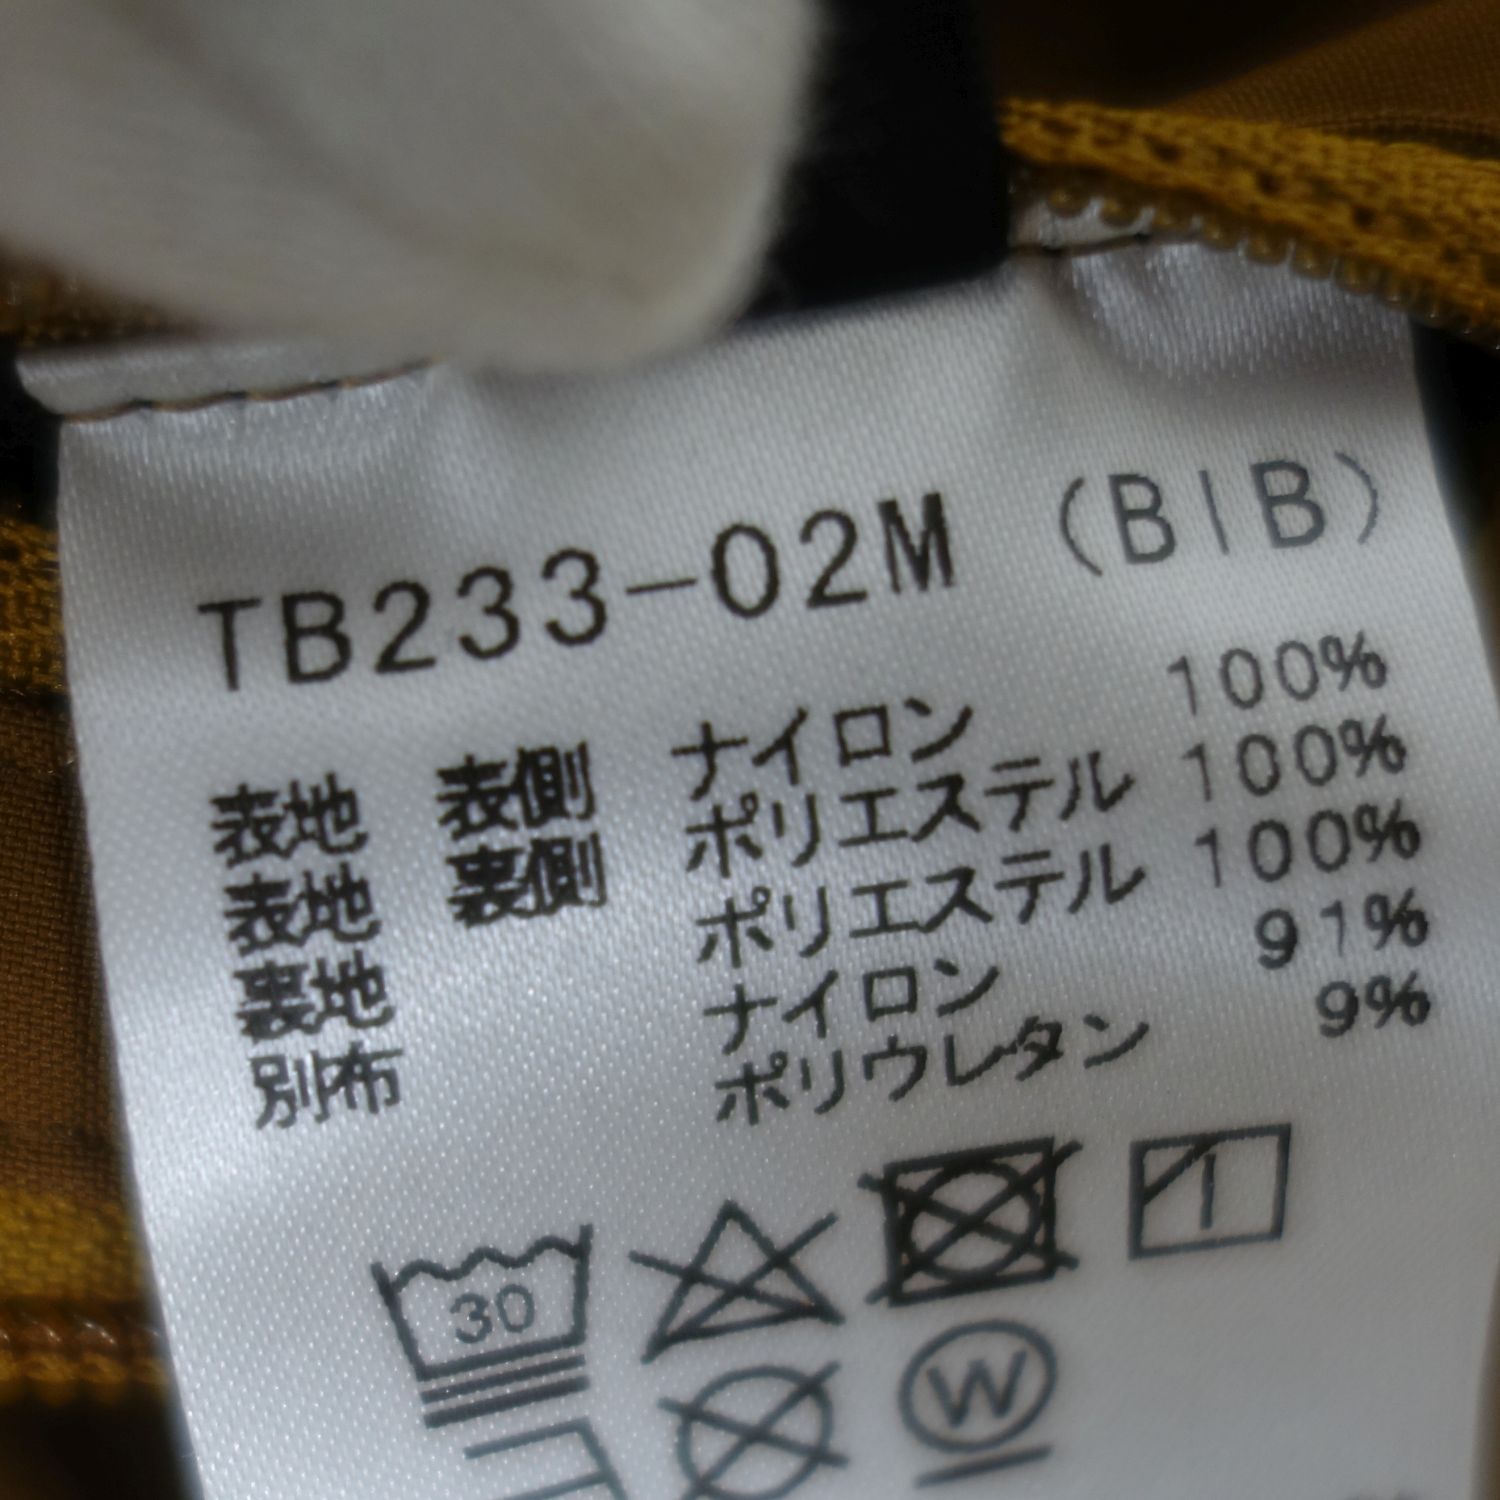 TB233-02M (BIB)
表地 表側 ナイロン 100%
表地 裏側 ポリエステル 100%
裏地 ポリエステル 100%
別布 ナイロン 91%
ポリウレタン 9%
30
W